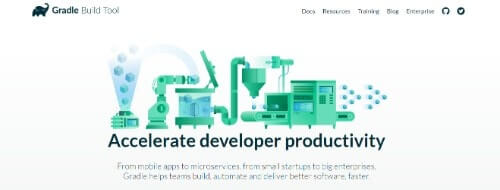 Gradle Build Tool
Docs Resources Training Blog Enterprise
Accelerate developer productivity
From mobile apps to microservices, from small startups to big enterprises,
Gradle helps teams build, automate and deliver better software, faster.